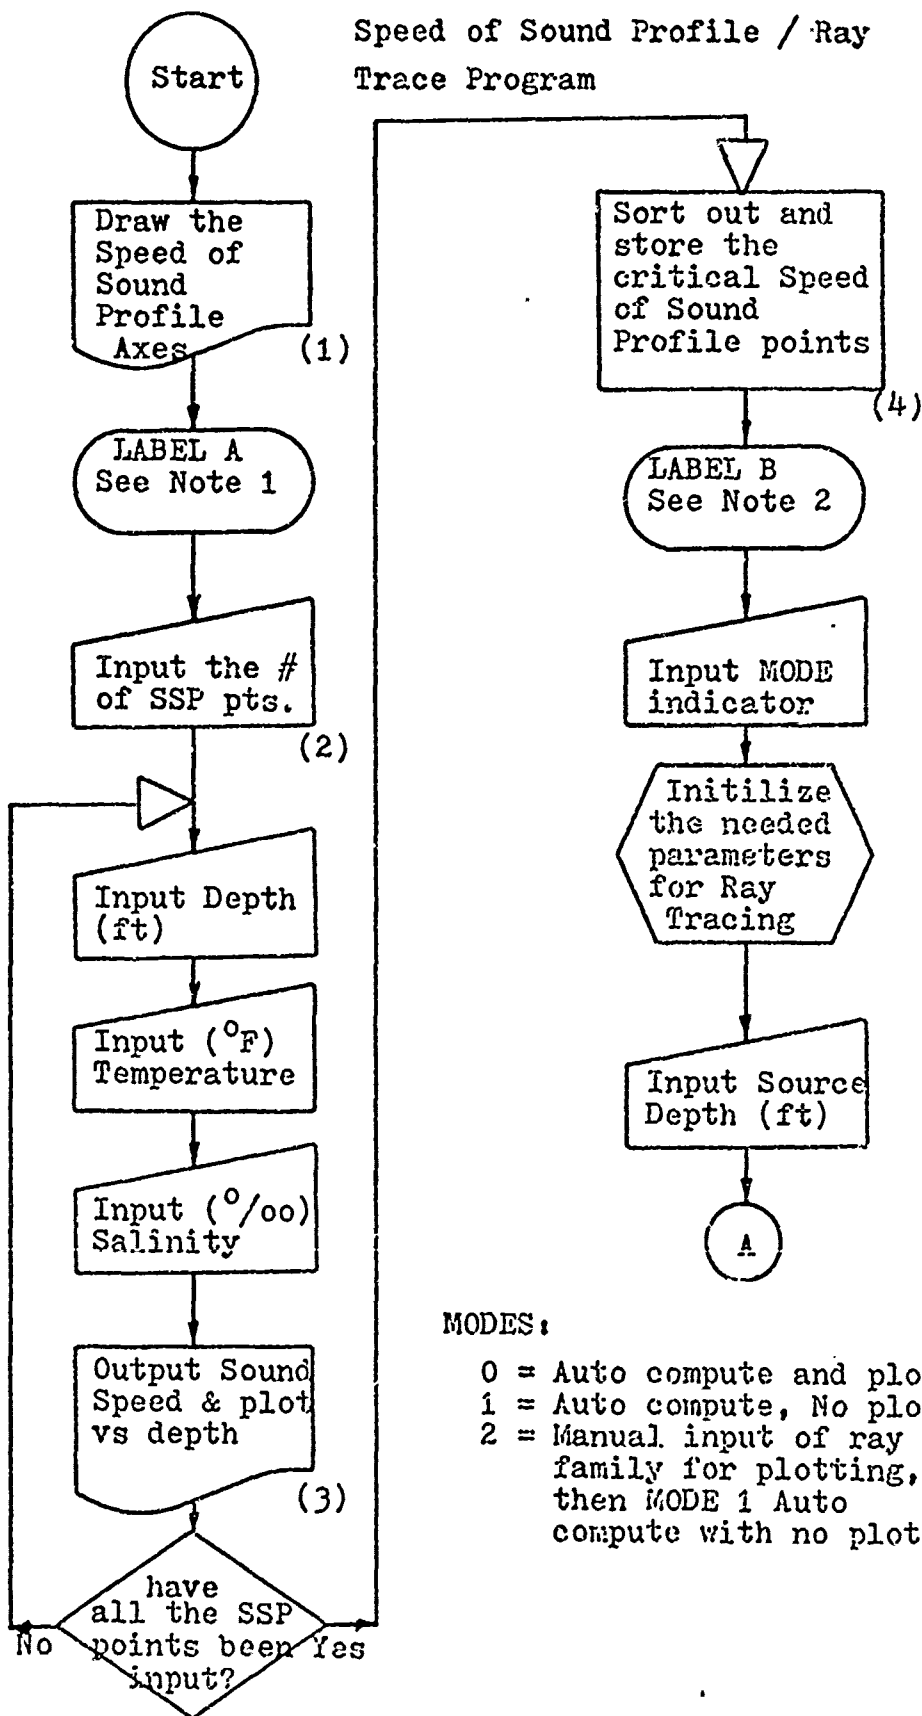 Speed of Sound Profile / Ray
Trace Program
Start
Draw the
Speed of
Sound
Profile
Axes
(1)
LABEL A
See Note 1
Input the #
of SSP pts.
(2)
Input Depth
(ft)
Input (°F)
Temperature
Input (°/oo)
Salinity
Output Sound
Speed & plot
vs depth
(3)
have
all the SSP
points been
input?
No
Yes
Sort out and
store the
critical Speed
of Sound
Profile points
(4)
LABEL B
See Note 2
Input MODE
indicator
Initilize
the needed
parameters
for Ray
Tracing
Input Source
Depth (ft)
A
MODES:
0 = Auto compute and plo
1 = Auto compute, No plo
2 = Manual input of ray
family for plotting,
then MODE 1 Auto
compute with no plot